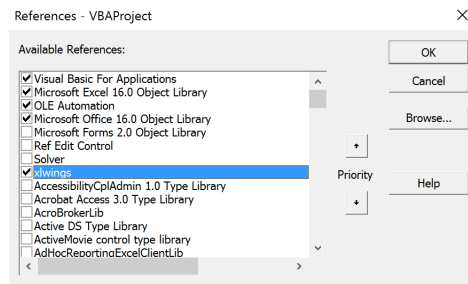 References - VBAProject
Available References:
Visual Basic For Applications
Microsoft Excel 16.0 Object Library
OLE Automation
Microsoft Office 16.0 Object Library
Microsoft Forms 2.0 Object Library
Ref Edit Control
Solver
xlwings
AccessibilityCplAdmin 1.0 Type Library
Acrobat Access 3.0 Type Library
AcroBrokerLib
Active DS Type Library
ActiveMovie control type library
AdHocReportingExcelClientLib
Priority
OK
Cancel
Browse...
Help